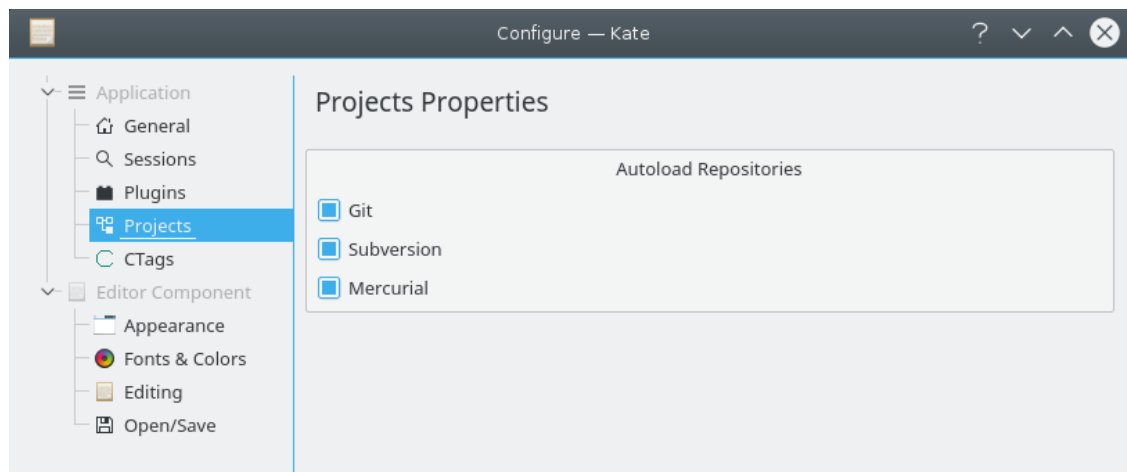 Configure — Kate
Application
General
Sessions
Plugins
Projects
CTags
Editor Component
Appearance
Fonts & Colors
Editing
Open/Save
Projects Properties
Autoload Repositories
Git
Subversion
Mercurial